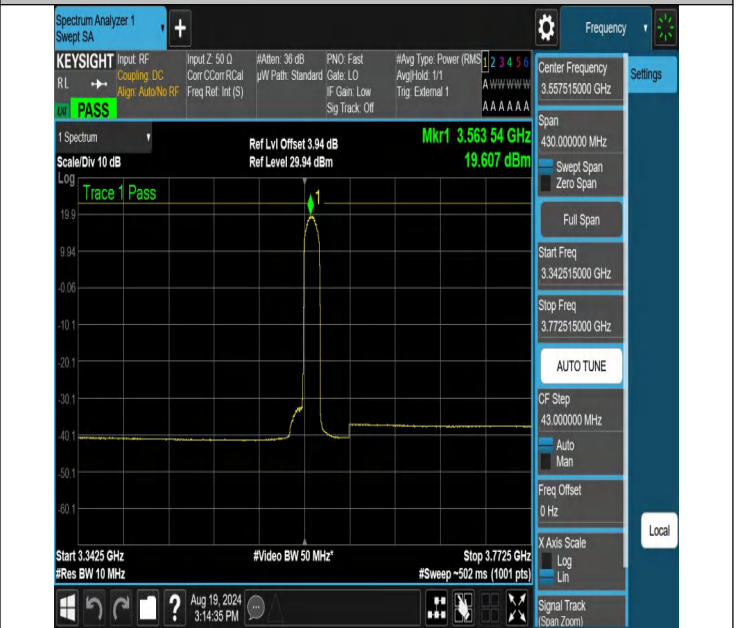 Spectrum Analyzer 1
Swept SA
+
Frequency
KEYSIGHT
Input: RF
Coupling: DC
Align: Auto/No RF
Input Z: 50 Ω
Corr CCorr RCal
Freq Ref: Int (S)
#Atten: 36 dB
µW Path: Standard
PNO: Fast
Gate: LO
IF Gain: Low
Sig Track: Off
#Avg Type: Power (RMS
Avg|Hold: 1/1
Trig: External 1
1 2 3 4 5 6
A W W W W W
A A A A A A
RL
PASS
1 Spectrum
Scale/Div 10 dB
Log
Ref Lvl Offset 3.94 dB
Ref Level 29.94 dBm
Mkr1 3.563 54 GHz
19.607 dBm
Trace 1 Pass
1
19.9
9.94
-0.06
-10.1
-20.1
-30.1
-40.1
-50.1
-60.1
Start 3.3425 GHz
#Res BW 10 MHz
#Video BW 50 MHz*
Stop 3.7725 GHz
#Sweep ~502 ms (1001 pts)
?
Aug 19, 2024
3:14:35 PM
Center Frequency
3.557515000 GHz
Settings
Span
430.000000 MHz
Swept Span
Zero Span
Full Span
Start Freq
3.342515000 GHz
Stop Freq
3.772515000 GHz
AUTO TUNE
CF Step
43.000000 MHz
Auto
Man
Freq Offset
0 Hz
X Axis Scale
Log
Lin
Local
Signal Track
(Span Zoom)